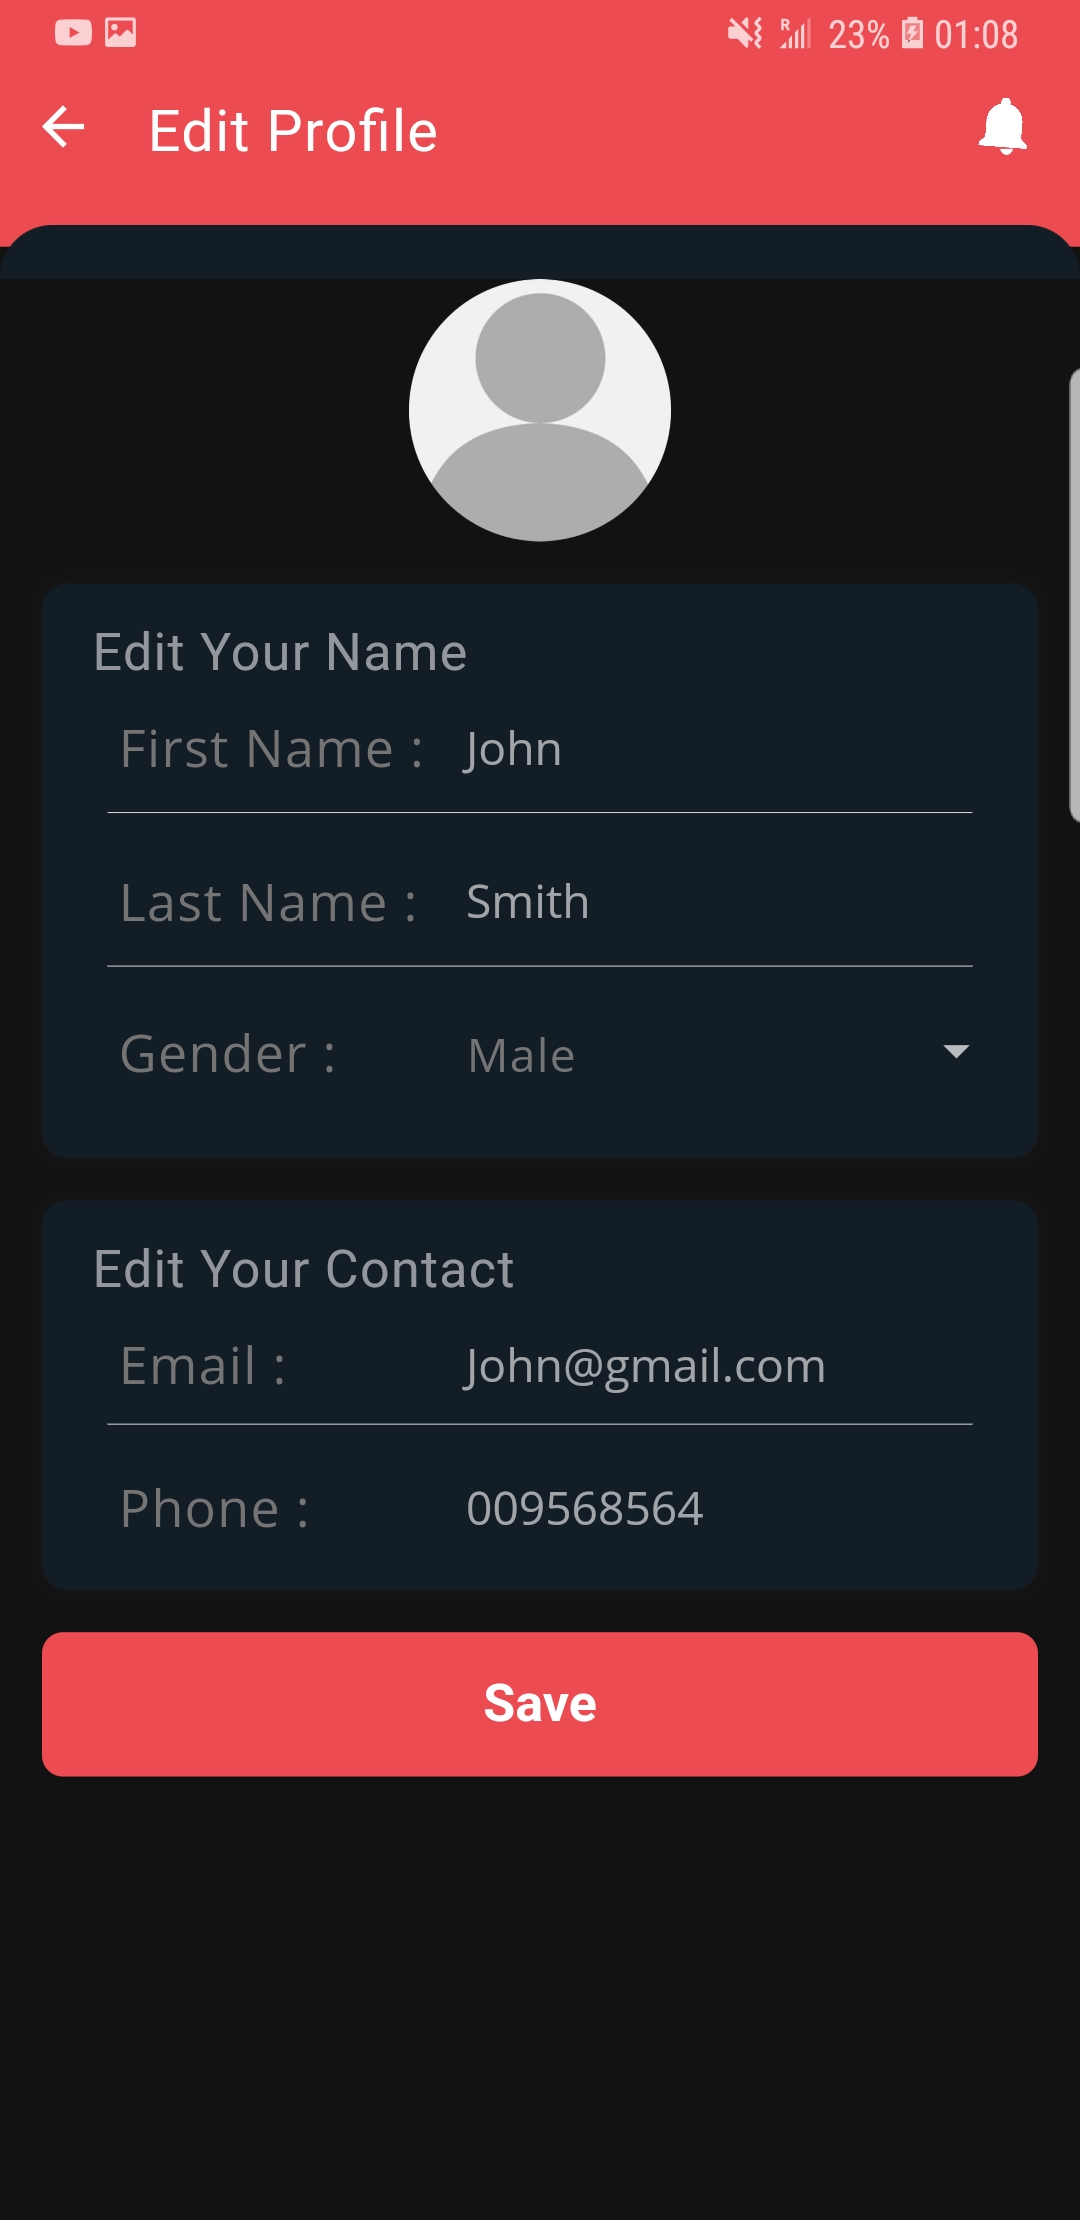 R 23% 01:08
Edit Profile
Edit Your Name
First Name : John
Last Name : Smith
Gender : Male
Edit Your Contact
Email : John@gmail.com
Phone : 009568564
Save